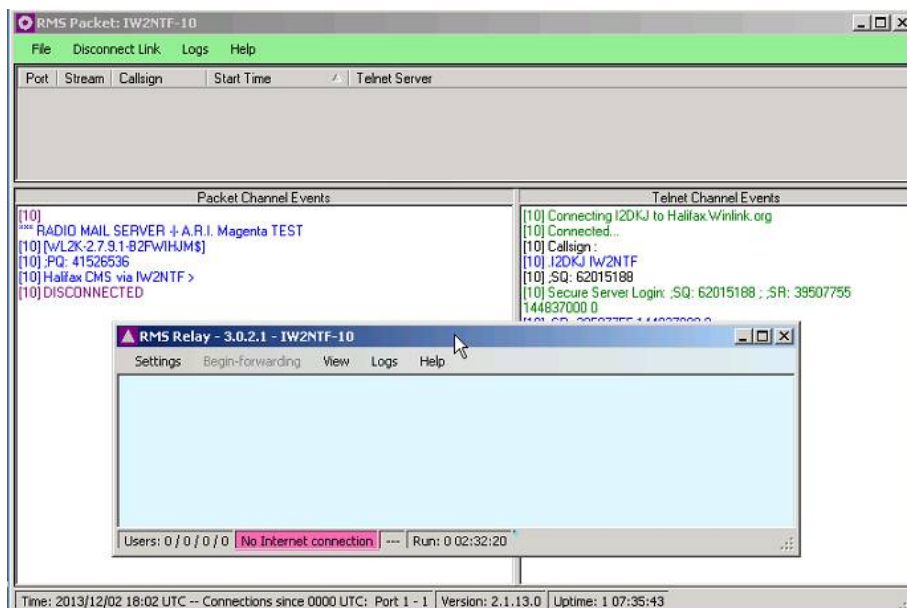 RMS Packet: IW2NTF-10
File Disconnect Link Logs Help
Port Stream Callsign Start Time Telnet Server
Packet Channel Events
[10]
*** RADIO MAIL SERVER -|- A.R.I. Magenta TEST
[10] [WL2K-2.7.9.1-B2FWIHJM$]
[10] ;PQ: 41526536
[10] Halifax CMS via IW2NTF >
[10] DISCONNECTED
Telnet Channel Events
[10] Connecting I2DKJ to Halifax.Winlink.org
[10] Connected...
[10] Callsign :
[10] .I2DKJ IW2NTF
[10] ;SQ: 62015188
[10] Secure Server Login: ;SQ: 62015188 ; ;SR: 39507755
144837000 0
RMS Relay - 3.0.2.1 - IW2NTF-10
Settings Begin-forwarding View Logs Help
Users: 0 / 0 / 0 / 0 No Internet connection --- Run: 0 02:32:20
Time: 2013/12/02 18:02 UTC -- Connections since 0000 UTC: Port 1 - 1 Version: 2.1.13.0 Uptime: 1 07:35:43